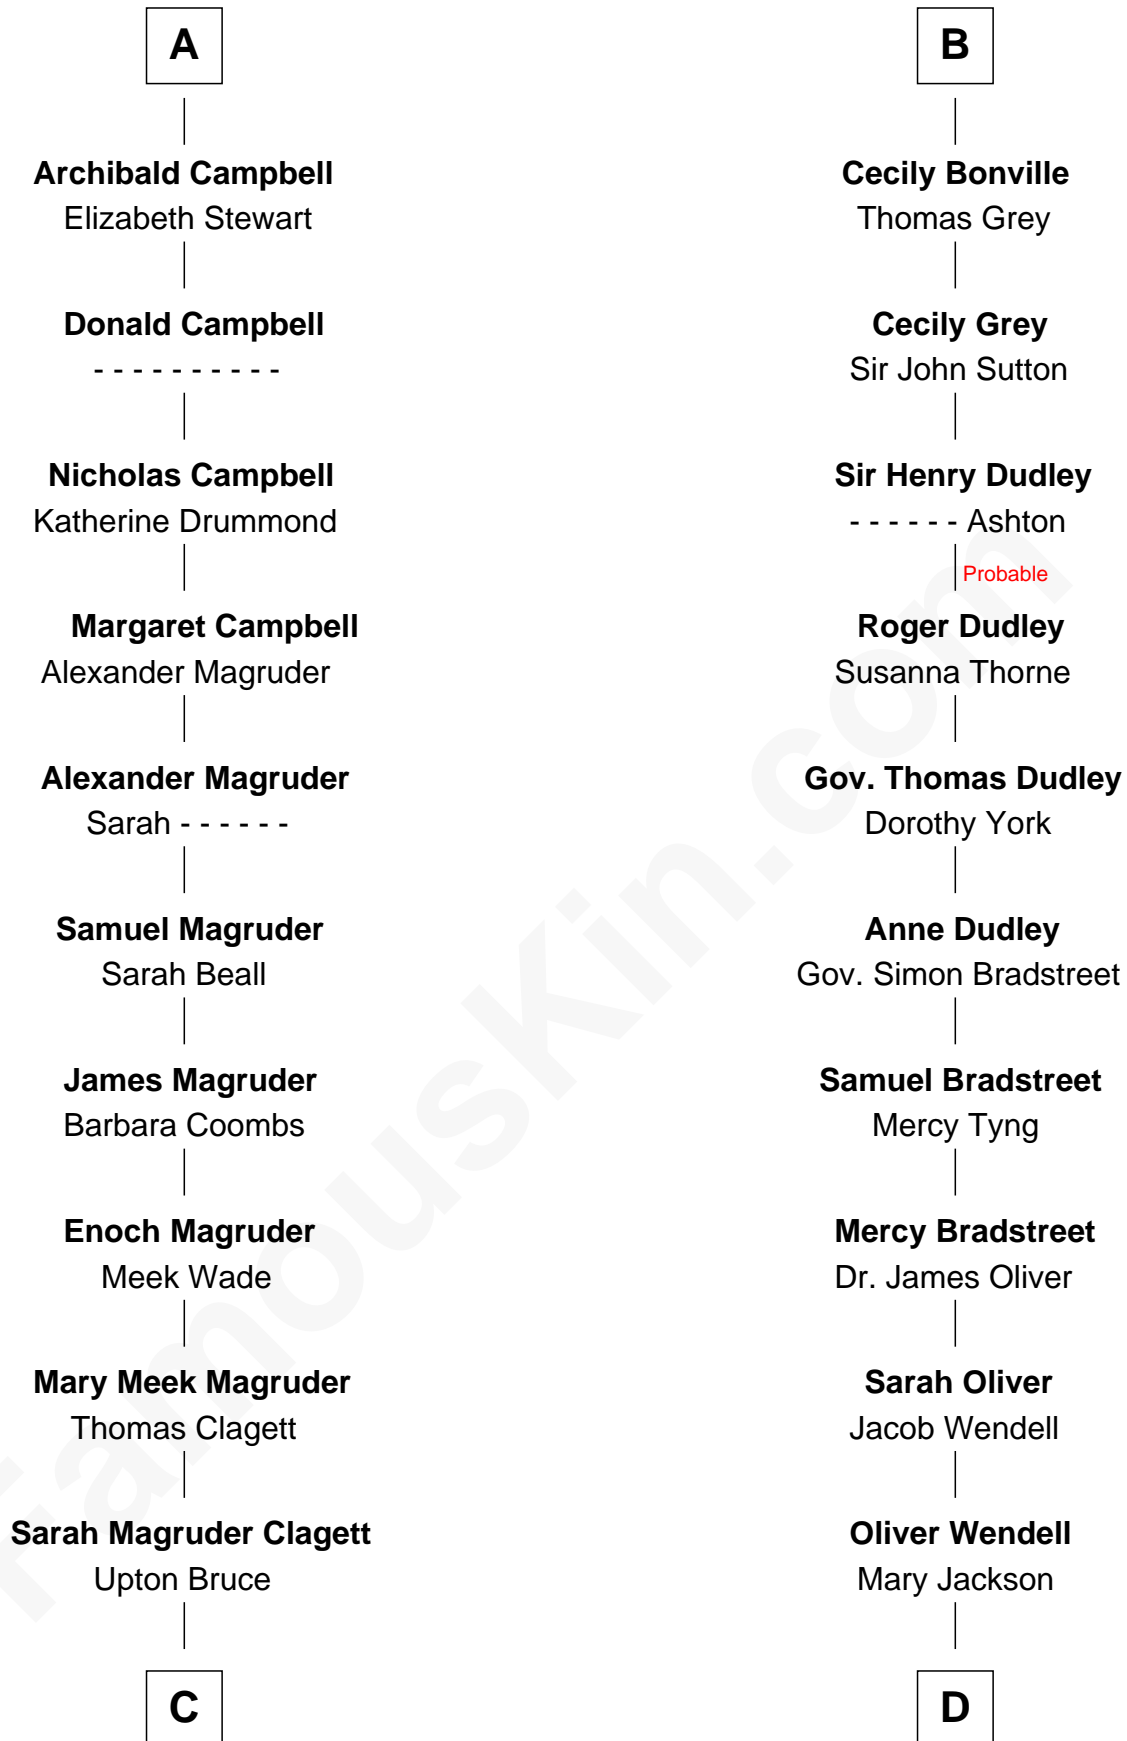 A
Archibald Campbell
Elizabeth Stewart
Donald Campbell
- - - - - - - - - -
Nicholas Campbell
Katherine Drummond
Margaret Campbell
Alexander Magruder
Alexander Magruder
Sarah - - - - - -
Samuel Magruder
Sarah Beall
James Magruder
Barbara Coombs
Enoch Magruder
Meek Wade
Mary Meek Magruder
Thomas Clagett
Sarah Magruder Clagett
Upton Bruce
C
B
Cecily Bonville
Thomas Grey
Cecily Grey
Sir John Sutton
Sir Henry Dudley
- - - - - - Ashton
Probable
Roger Dudley
Susanna Thorne
Gov. Thomas Dudley
Dorothy York
Anne Dudley
Gov. Simon Bradstreet
Samuel Bradstreet
Mercy Tyng
Mercy Bradstreet
Dr. James Oliver
Sarah Oliver
Jacob Wendell
Oliver Wendell
Mary Jackson
D
FamousKin.com